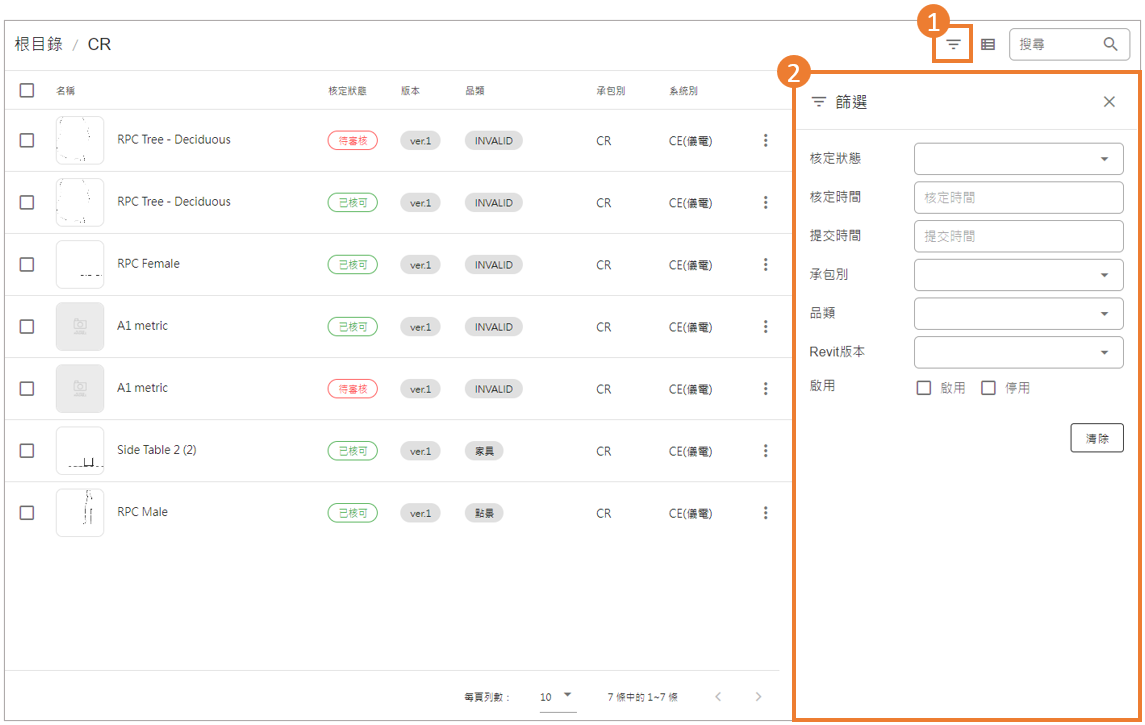 1
根目錄 / CR
搜尋
2
名稱 核定狀態 版本 品類 承包別 系統別
RPC Tree - Deciduous 待審核 ver.1 INVALID CR CE(儀電)
RPC Tree - Deciduous 已核可 ver.1 INVALID CR CE(儀電)
RPC Female 已核可 ver.1 INVALID CR CE(儀電)
A1 metric 已核可 ver.1 INVALID CR CE(儀電)
A1 metric 待審核 ver.1 INVALID CR CE(儀電)
Side Table 2 (2) 已核可 ver.1 家具 CR CE(儀電)
RPC Male 已核可 ver.1 點景 CR CE(儀電)
每頁列數： 10 7 條中的 1~7 條
篩選
核定狀態
核定時間 核定時間
提交時間 提交時間
承包別
品類
Revit版本
啟用 啟用 停用
清除